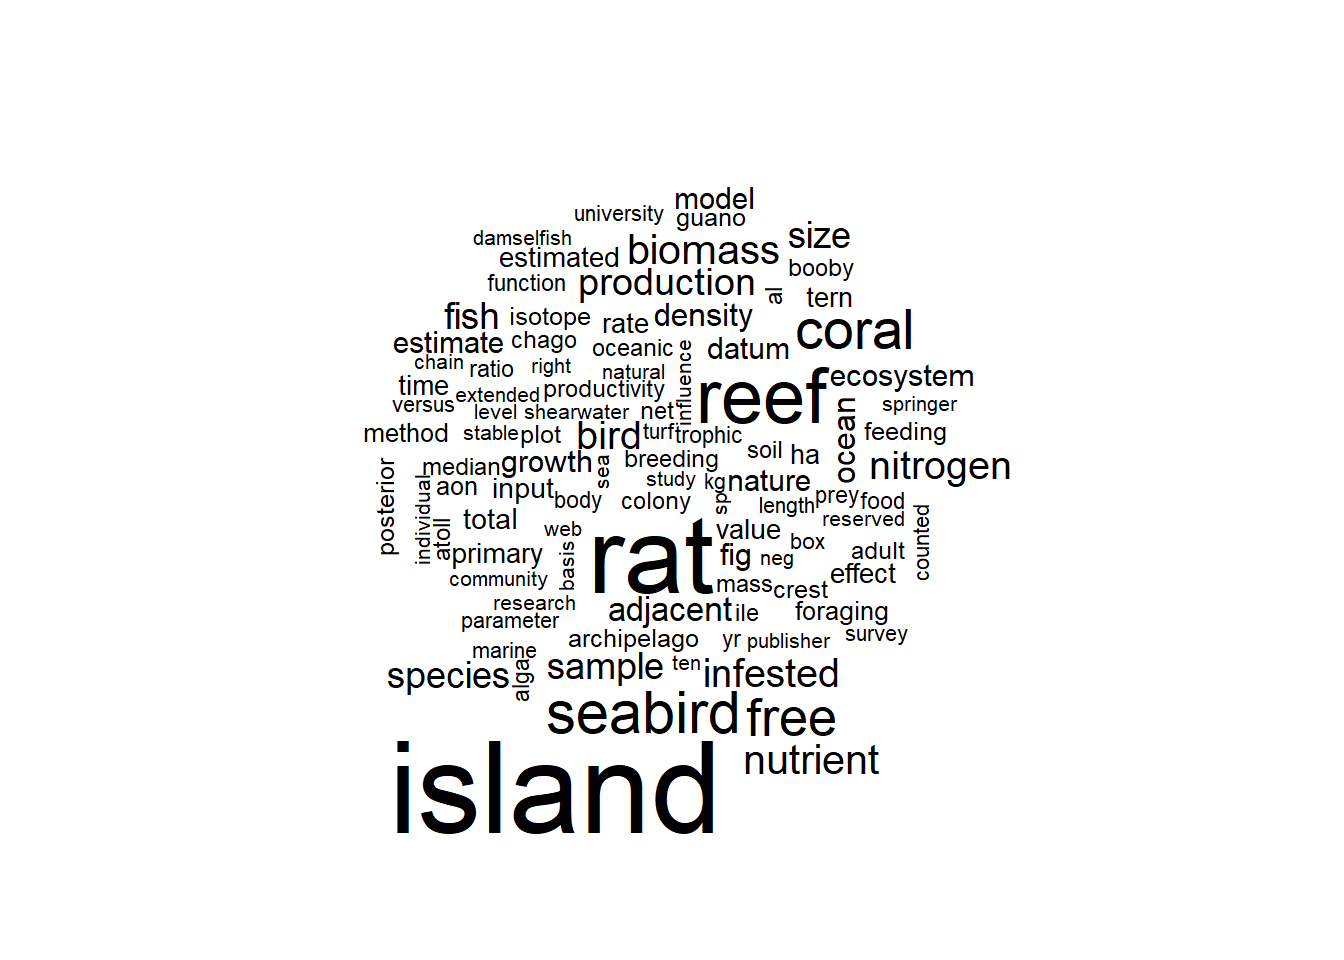 model
university
guano
damselfish
size
estimated
biomass
booby
function
production
al
tern
fish
isotope
rate
density
coral
estimate
chago
oceanic
datum
chain
ratio
right
natural
influence
reef
ecosystem
time
extended
productivity
versus
level
shearwater
net
springer
method
stable
plot
bird
turf
trophic
ocean
feeding
median
growth
sea
breeding
soil
ha
nitrogen
posterior
individual
aon
input
body
study
kg
nature
colony
sp
length
prey
food
atoll
total
web
rat
value
reserved
counted
primary
basis
fig
neg
box
adult
community
mass
crest
effect
research
parameter
adjacent
ile
foraging
archipelago
yr
publisher
survey
marine
species
alga
sample
ten
infested
seabird
free
island
nutrient